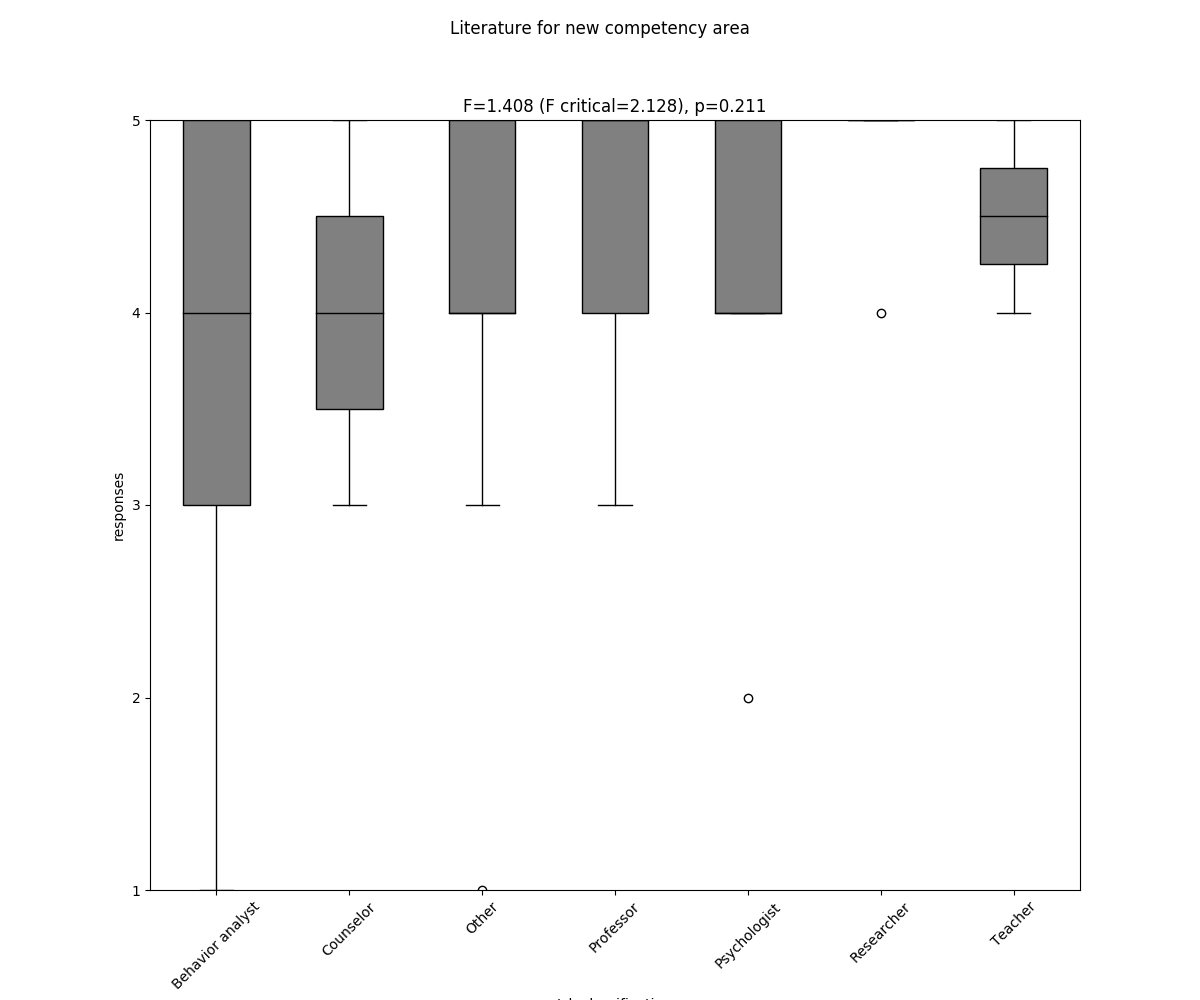 Literature for new competency area
F=1.408 (F critical=2.128), p=0.211
5
4
3
2
1
responses
Behavior analyst
Counselor
Other
Professor
Psychologist
Researcher
Teacher